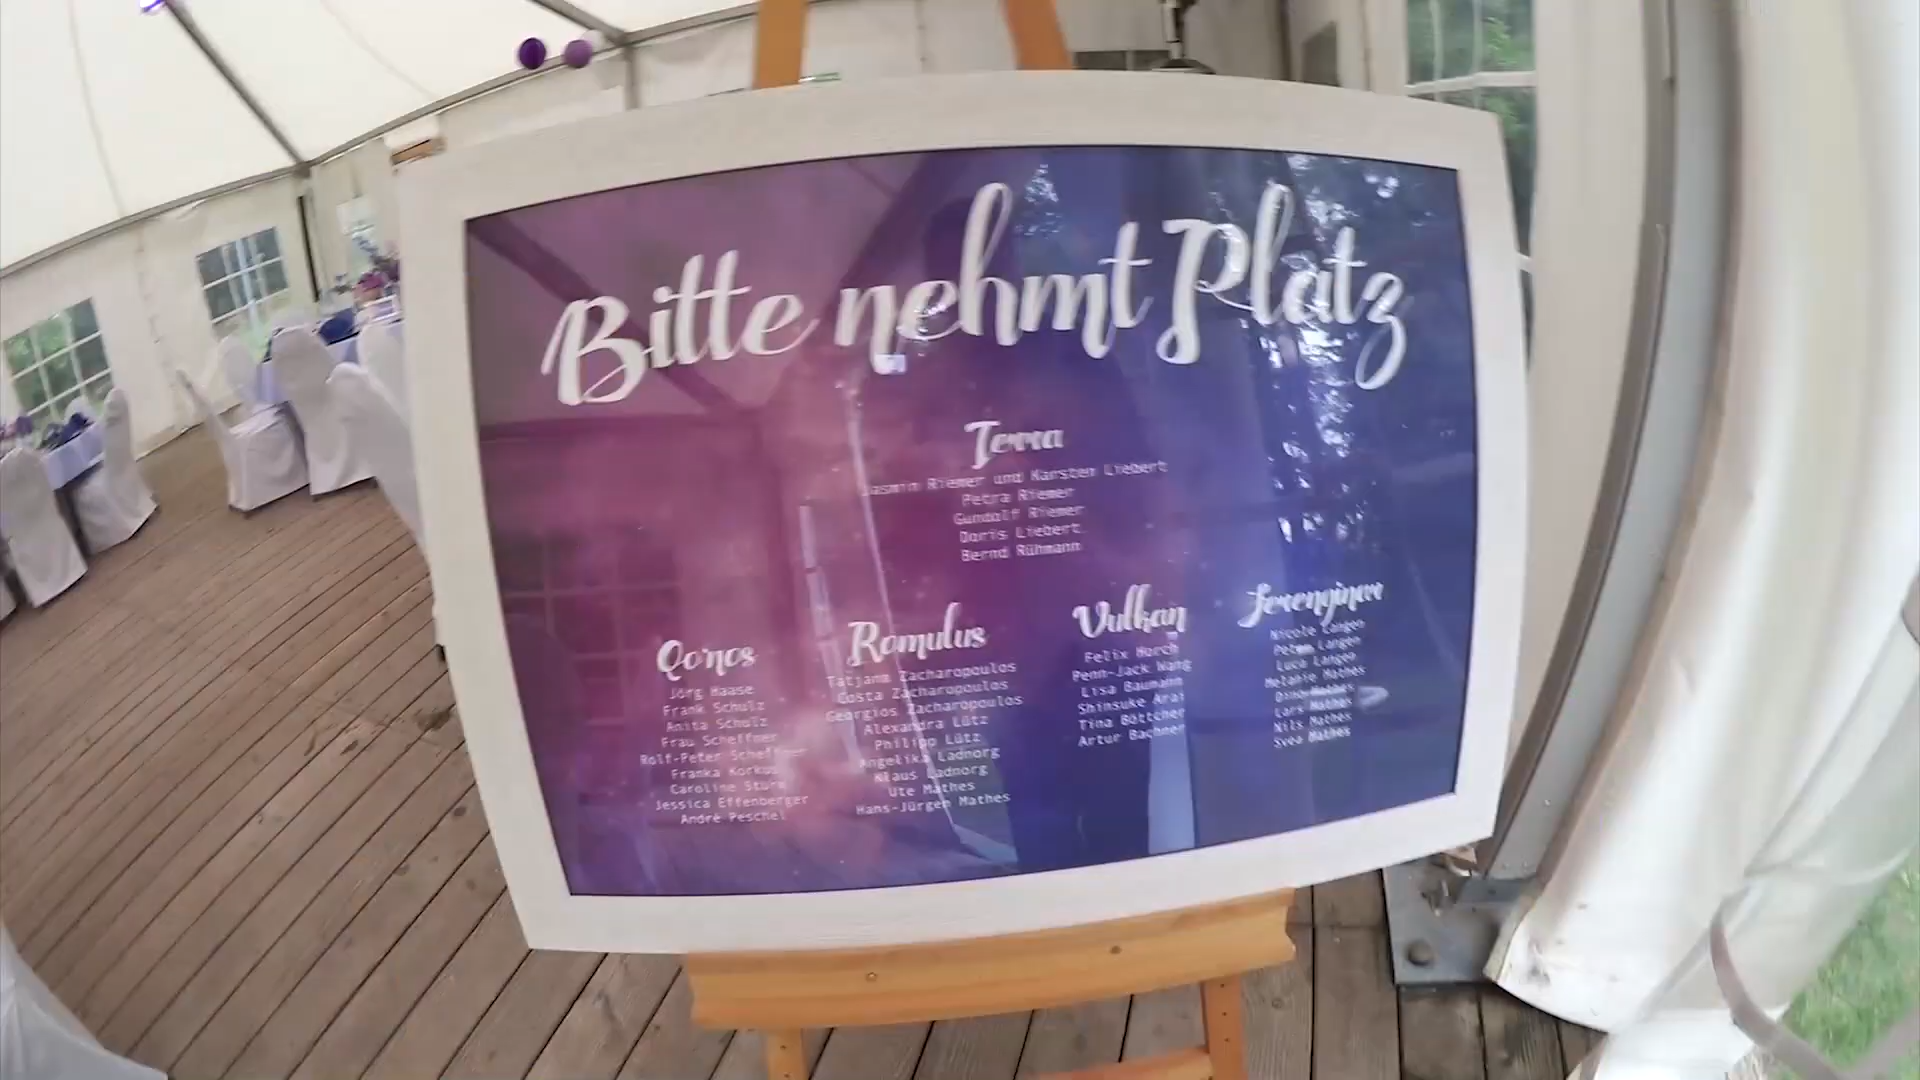 Bitte nehmt Platz
Terra
Jasmin Riemer und Karsten Liebert
Petra Riemer
Gundolf Riemer
Doris Liebert
Bernd Rühmann
Qo'nos
Jörg Haase
Frank Schulz
Anita Schulz
Frau Scheffner
Rolf-Peter Scheffner
Franka Korkus
Caroline Sturm
Jessica Effenberger
André Peschel
Romulus
Tatjana Zacharopoulos
Costa Zacharopoulos
Georgios Zacharopoulos
Alexandra Lütz
Philipp Lütz
Angelika Ladnorg
Klaus Ladnorg
Ute Mathes
Hans-Jürgen Mathes
Vulkan
Felix Horch
Penn-Jack Wang
Lisa Baumann
Shinsuke Arai
Tina Böttcher
Artur Bachner
Ferenginar
Nicole Langen
Peter Langen
Luca Langen
Melanie Mathes
Mathes
Lars Mathes
Nils Mathes
Svea Mathes